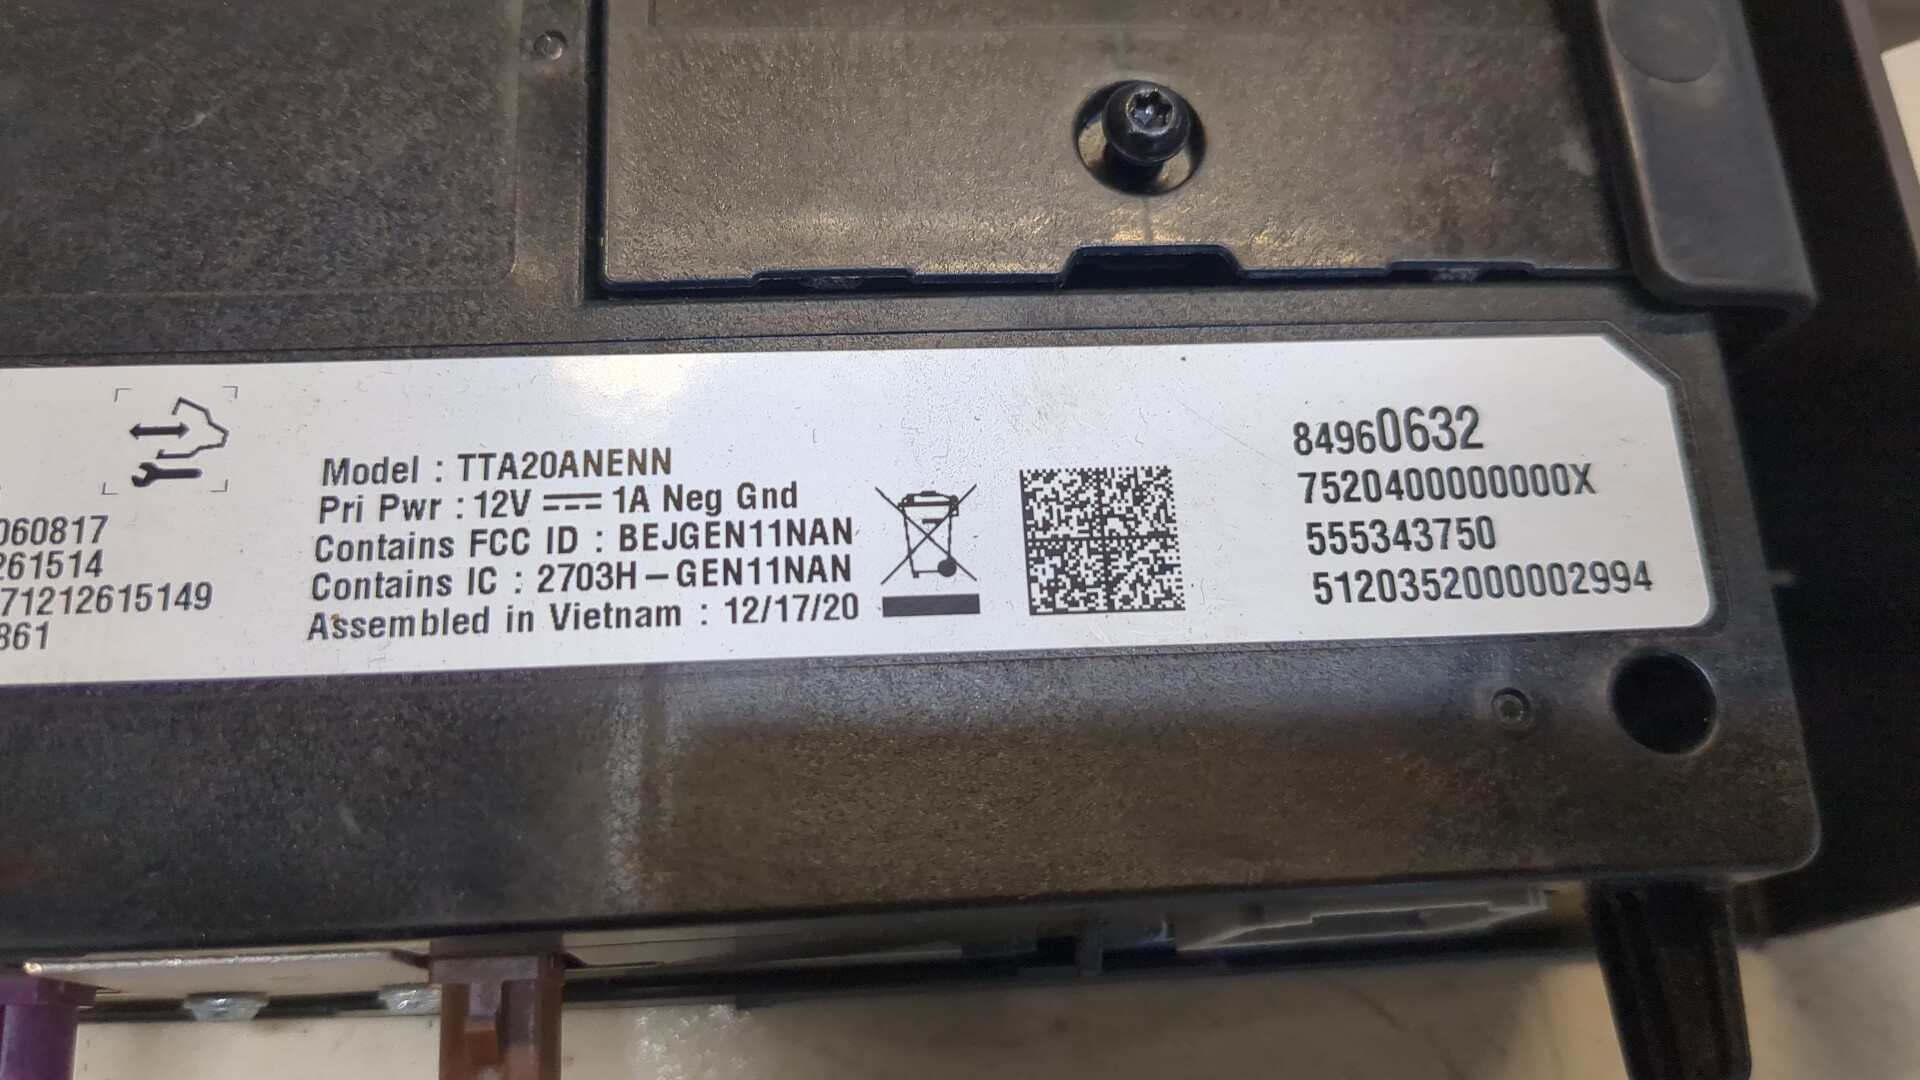 060817
261514
71212615149
861
Model : TTA20ANENN
Pri Pwr : 12V ⎓ 1A Neg Gnd
Contains FCC ID : BEJGEN11NAN
Contains IC : 2703H-GEN11NAN
Assembled in Vietnam : 12/17/20
84960632
7520400000000X
555343750
5120352000002994